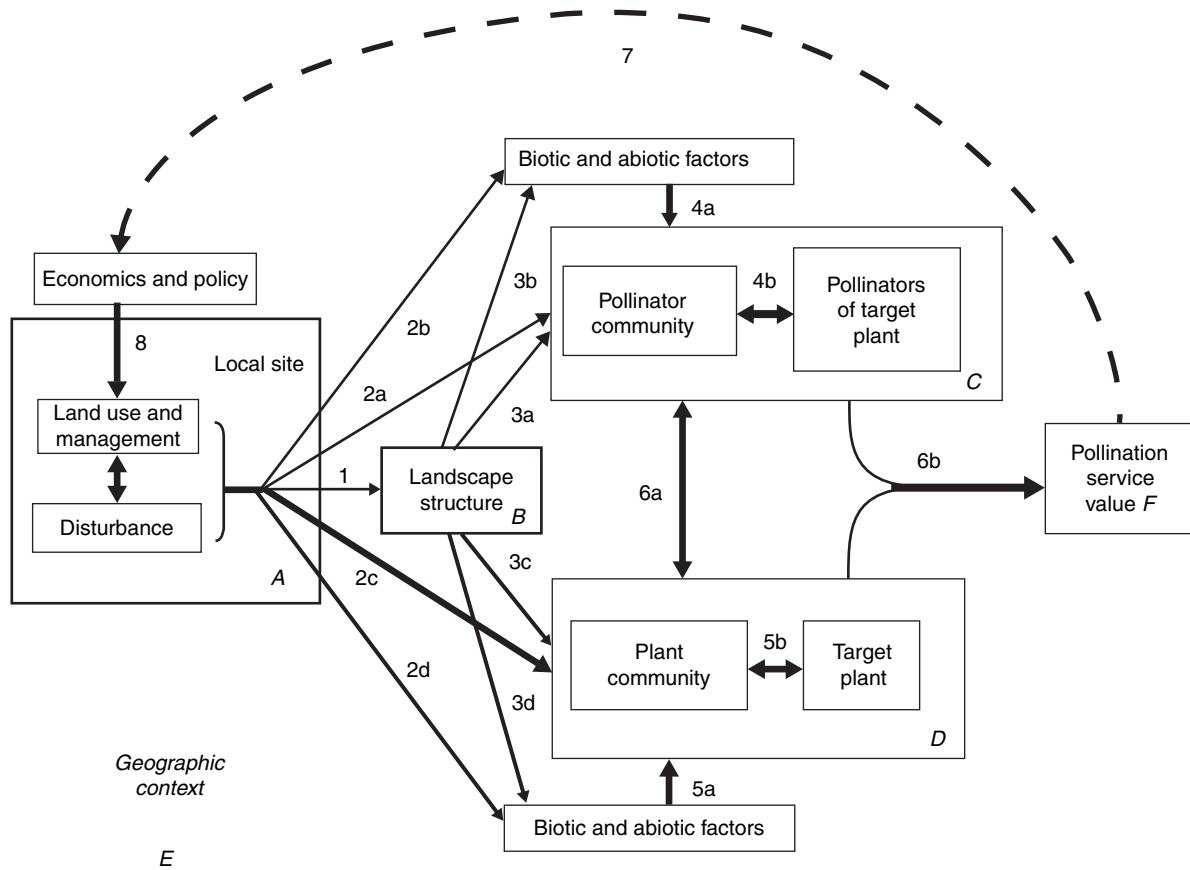 7
Biotic and abiotic factors
4a
Economics and policy
3b
Pollinator
community
4b
Pollinators
of target
plant
2b
8
Local site
C
2a
3a
Land use and
management
1
Landscape
structure
B
6a
6b
Pollination
service
value F
Disturbance
A
2c
3c
Plant
community
5b
Target
plant
2d
3d
D
Geographic
context
5a
Biotic and abiotic factors
E